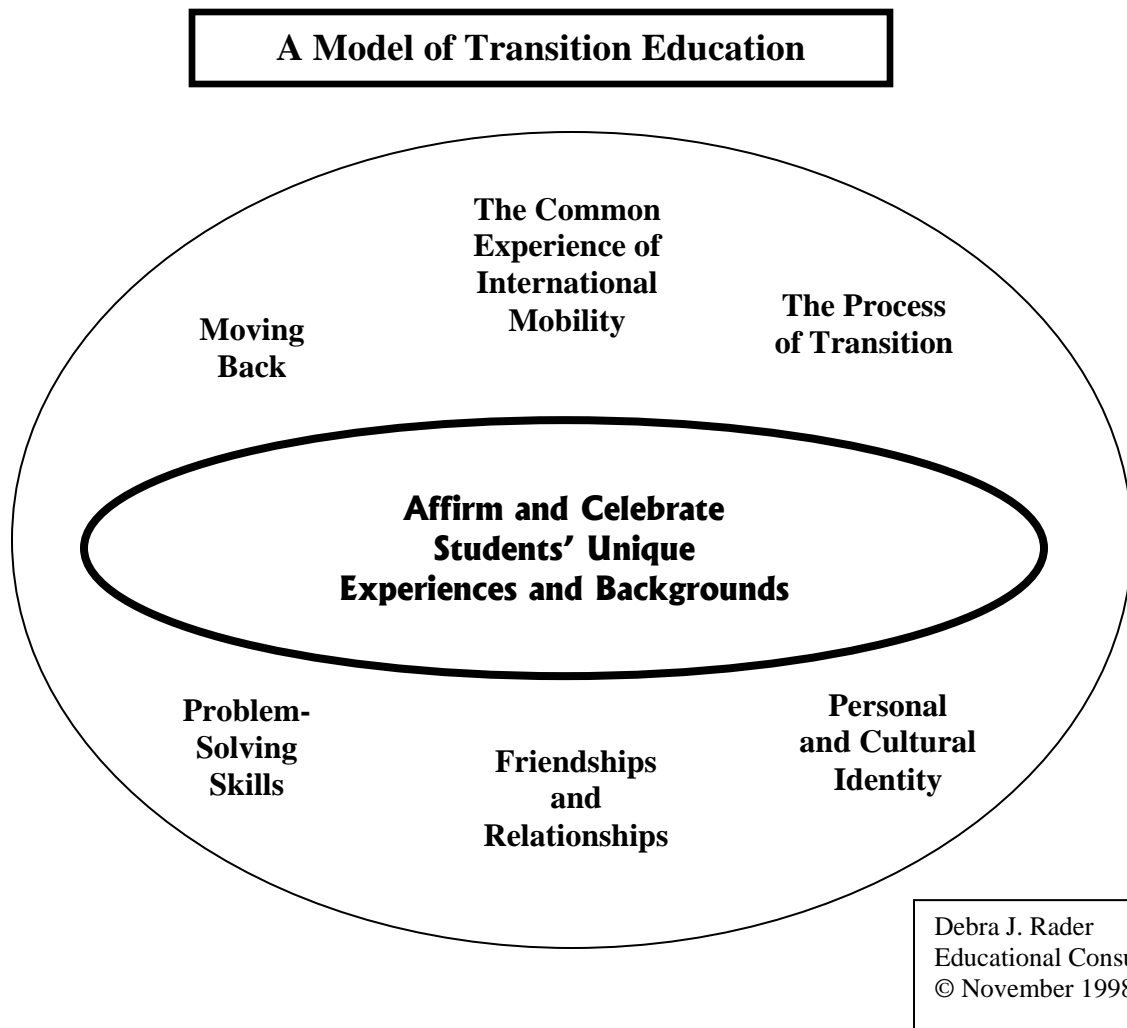 A Model of Transition Education
The Common
Experience of
International
Mobility
The Process
of Transition
Moving
Back
Affirm and Celebrate
Students’ Unique
Experiences and Backgrounds
Problem-
Solving
Skills
Friendships
and
Relationships
Personal
and Cultural
Identity
Debra J. Rader
Educational
© November 1998